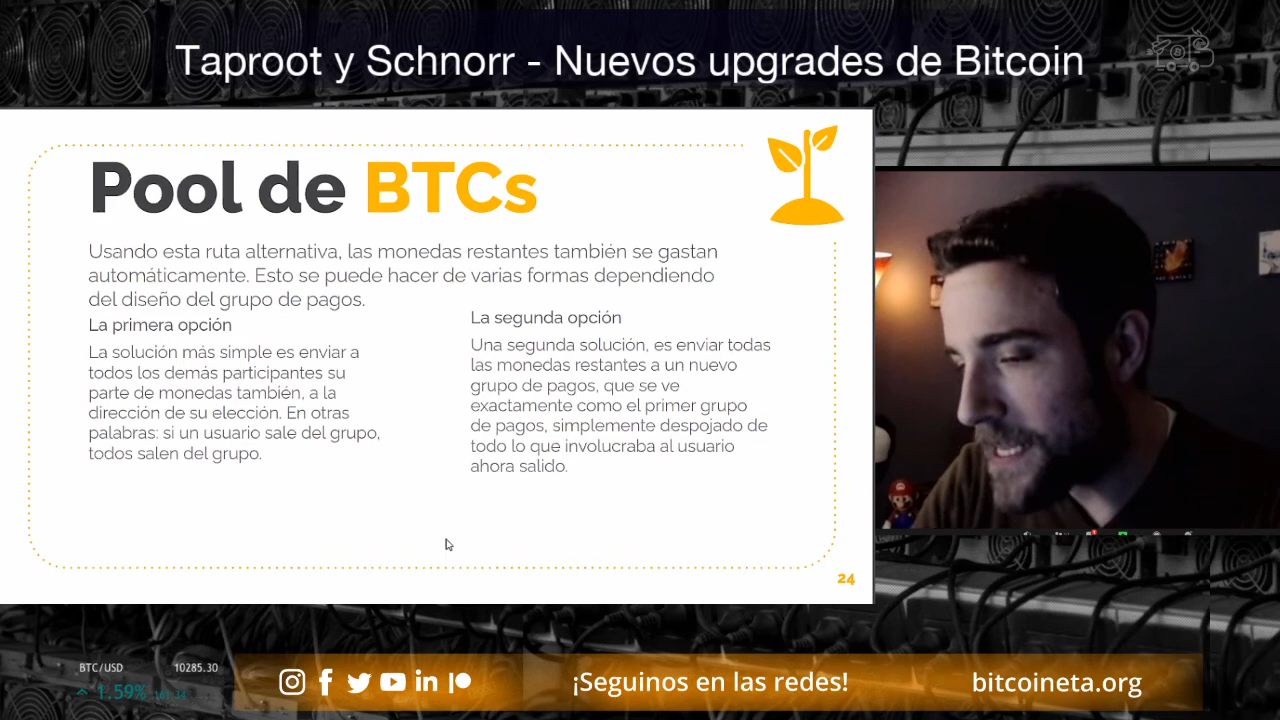 Taproot y Schnorr - Nuevos upgrades de Bitcoin
Pool de BTCs
Usando esta ruta alternativa, las monedas restantes también se gastan
automáticamente. Esto se puede hacer de varias formas dependiendo
del diseño del grupo de pagos.
La primera opción
La solución más simple es enviar a
todos los demás participantes su
parte de monedas también, a la
dirección de su elección. En otras
palabras: si un usuario sale del grupo,
todos salen del grupo.
La segunda opción
Una segunda solución, es enviar todas
las monedas restantes a un nuevo
grupo de pagos, que se ve
exactamente como el primer grupo
de pagos, simplemente despojado de
todo lo que involucraba al usuario
ahora salido.
24
BTC/USD 10285.30
1.59%
¡Seguinos en las redes!
bitcoineta.org